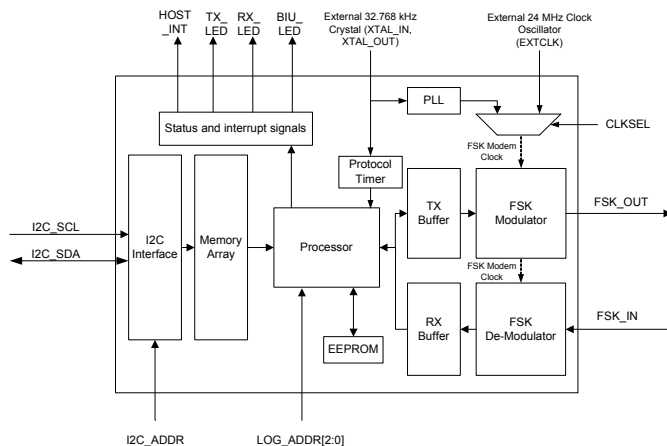 HOST
_INT
TX_
LED
RX_
LED
BIU_
LED
External 32.768 kHz
Crystal (XTAL_IN,
XTAL_OUT)
External 24 MHz Clock
Oscillator
(EXTCLK)
PLL
CLKSEL
Status and interrupt signals
FSK Modem
Clock
Protocol
Timer
I2C_SCL
I2C_SDA
I2C
Interface
Memory
Array
Processor
TX
Buffer
FSK
Modulator
FSK_OUT
FSK Modem
Clock
RX
Buffer
FSK
De-Modulator
FSK_IN
EEPROM
I2C_ADDR
LOG_ADDR[2:0]